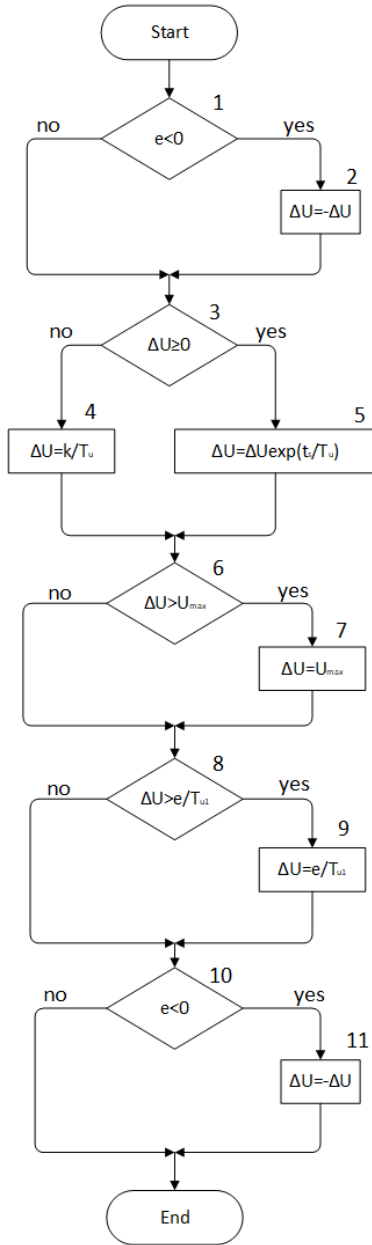 Start
1
no
yes
e<0
2
ΔU=-ΔU
3
no
yes
ΔU≥0
4
5
ΔU=k/Tᵤ
ΔU=ΔUexp(tₛ/Tᵤ)
6
no
yes
ΔU>Uₘₐₓ
7
ΔU=Uₘₐₓ
8
no
yes
ΔU>e/Tᵤ₁
9
ΔU=e/Tᵤ₁
10
no
yes
e<0
11
ΔU=-ΔU
End